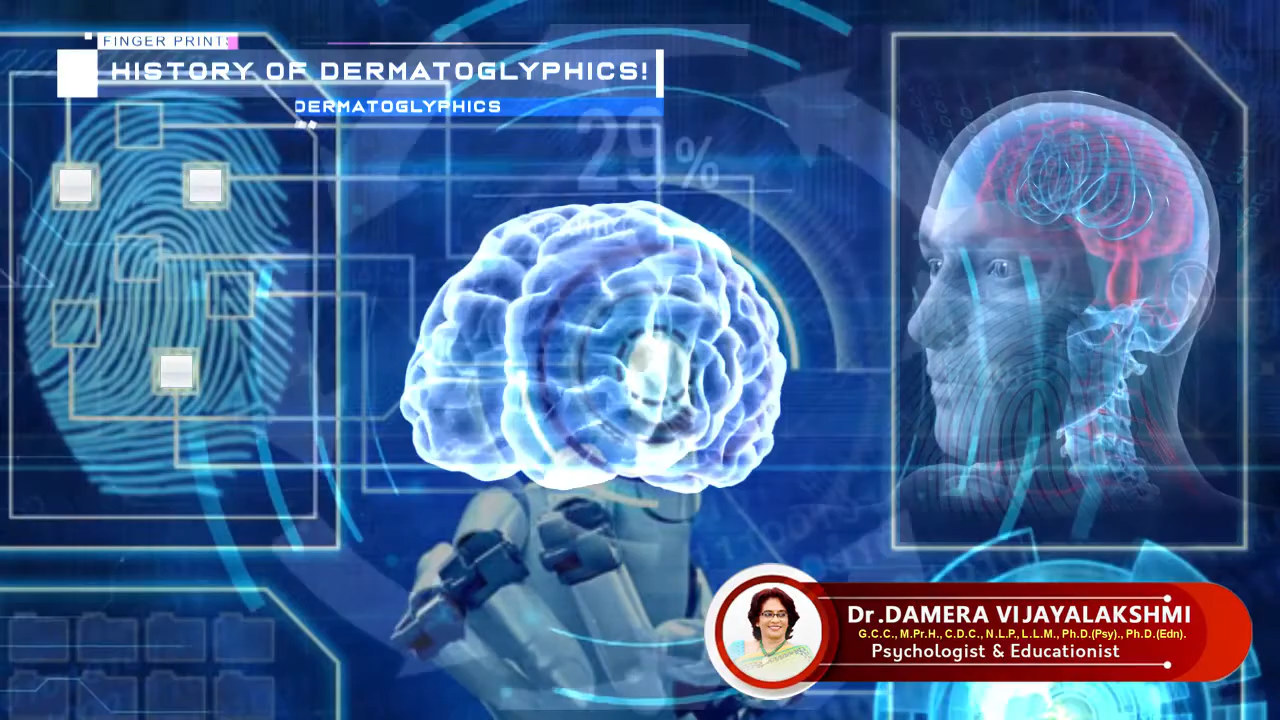 FINGER PRINTS
HISTORY OF DERMATOGLYPHICS!
DERMATOGLYPHICS
29%
Dr.DAMERA VIJAYALAKSHMI
G.C.C., M.Pr.H., C.D.C., N.L.P., L.L.M., Ph.D.(Psy)., Ph.D.(Edn).
Psychologist & Educationist